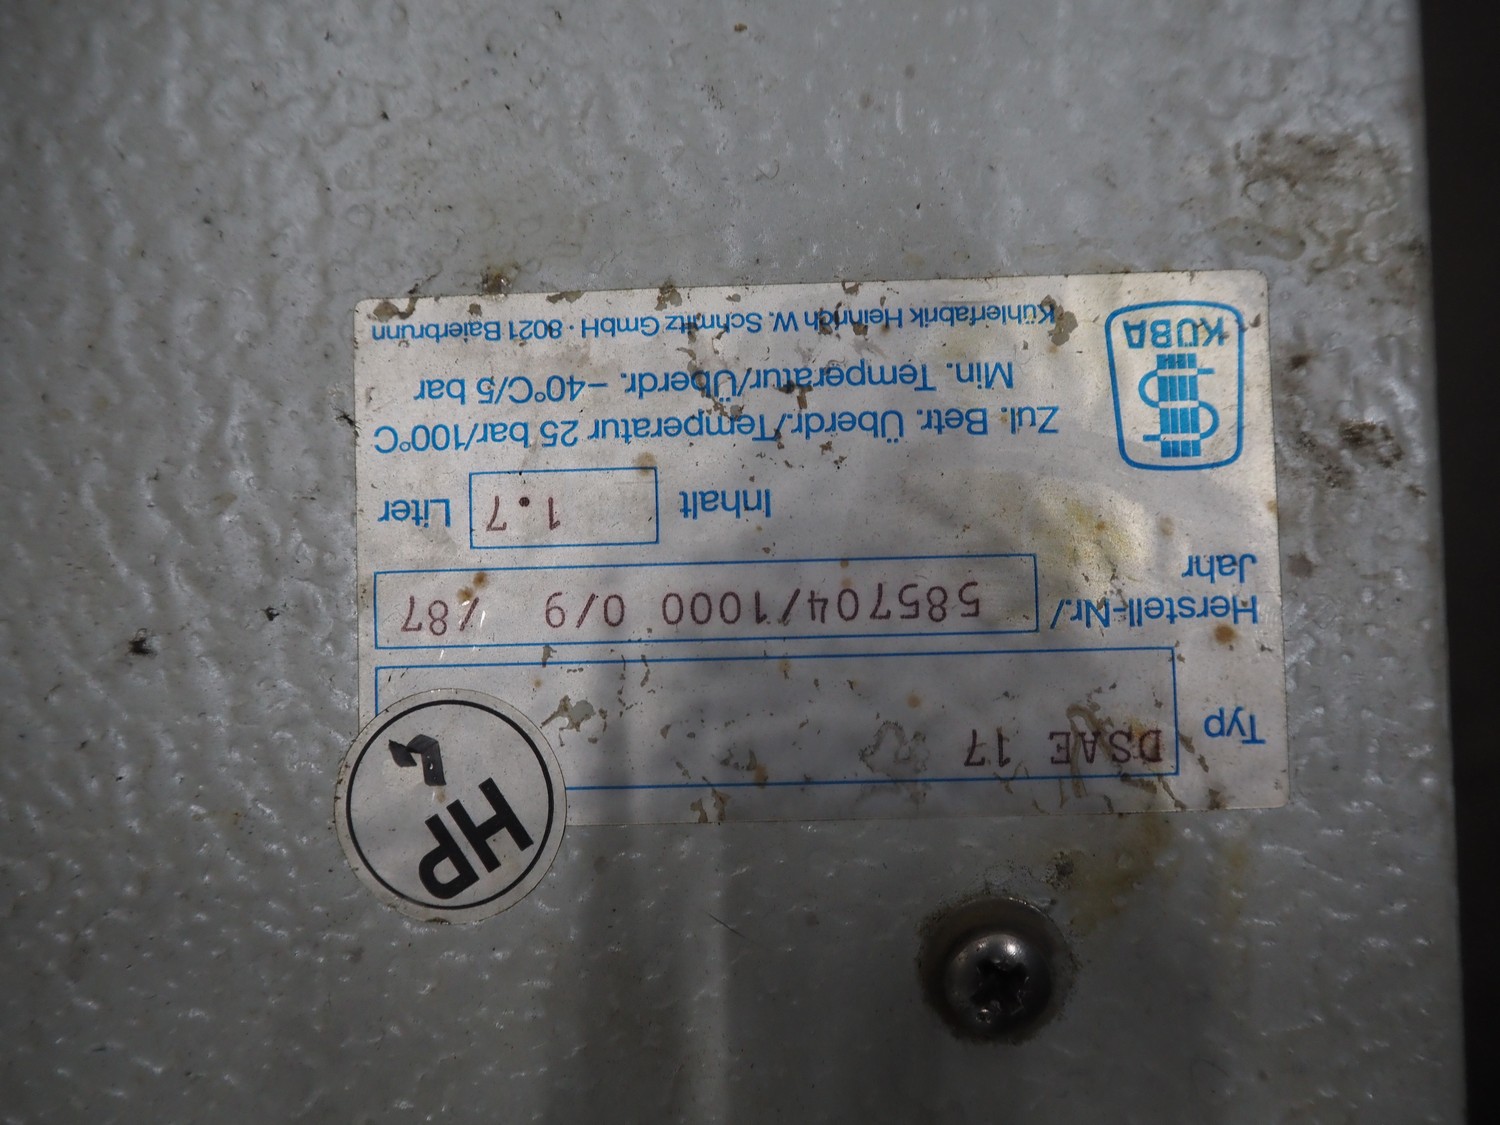 Typ DSAE 17
Herstell-Nr./
Jahr 585704/1000 0/9 /87
Inhalt 1.7 Liter
Zul. Betr. Überdr./Temperatur 25 bar/100°C
Min. Temperatur/Überdr. –40°C/5 bar
KÜBA
Kühlerfabrik Heinrich W. Schmitz GmbH · 8021 Baierbrunn
HP